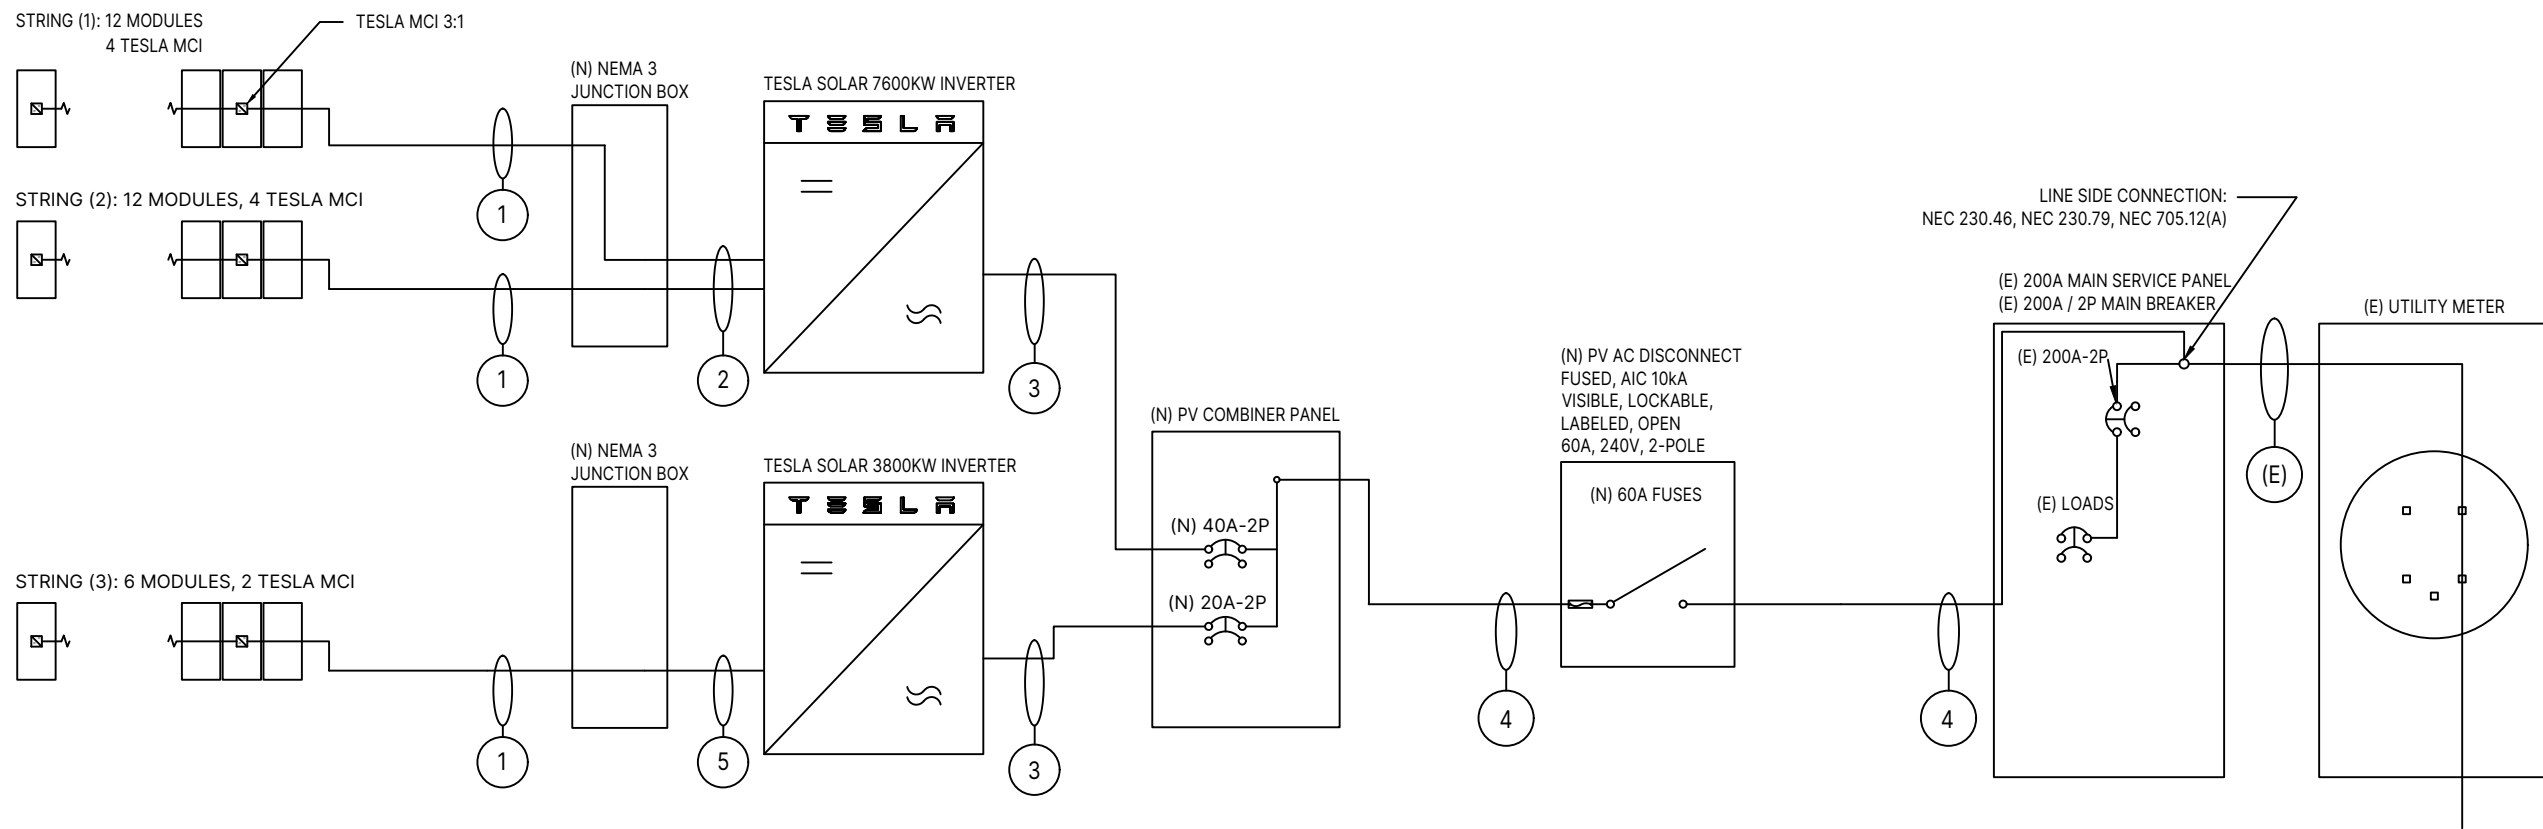 STRING (1): 12 MODULES
4 TESLA MCI
TESLA MCI 3:1
(N) NEMA 3
JUNCTION BOX
TESLA SOLAR 7600KW INVERTER
TESLA
1
STRING (2): 12 MODULES, 4 TESLA MCI
1
2
3
LINE SIDE CONNECTION:
NEC 230.46, NEC 230.79, NEC 705.12(A)
(E) 200A MAIN SERVICE PANEL
(E) 200A / 2P MAIN BREAKER
(E) UTILITY METER
(E) 200A-2P
(E) LOADS
(E)
(N) PV AC DISCONNECT
FUSED, AIC 10kA
VISIBLE, LOCKABLE,
LABELED, OPEN
60A, 240V, 2-POLE
(N) 60A FUSES
(N) PV COMBINER PANEL
(N) 40A-2P
(N) 20A-2P
(N) NEMA 3
JUNCTION BOX
TESLA SOLAR 3800KW INVERTER
TESLA
STRING (3): 6 MODULES, 2 TESLA MCI
1
5
3
4
4